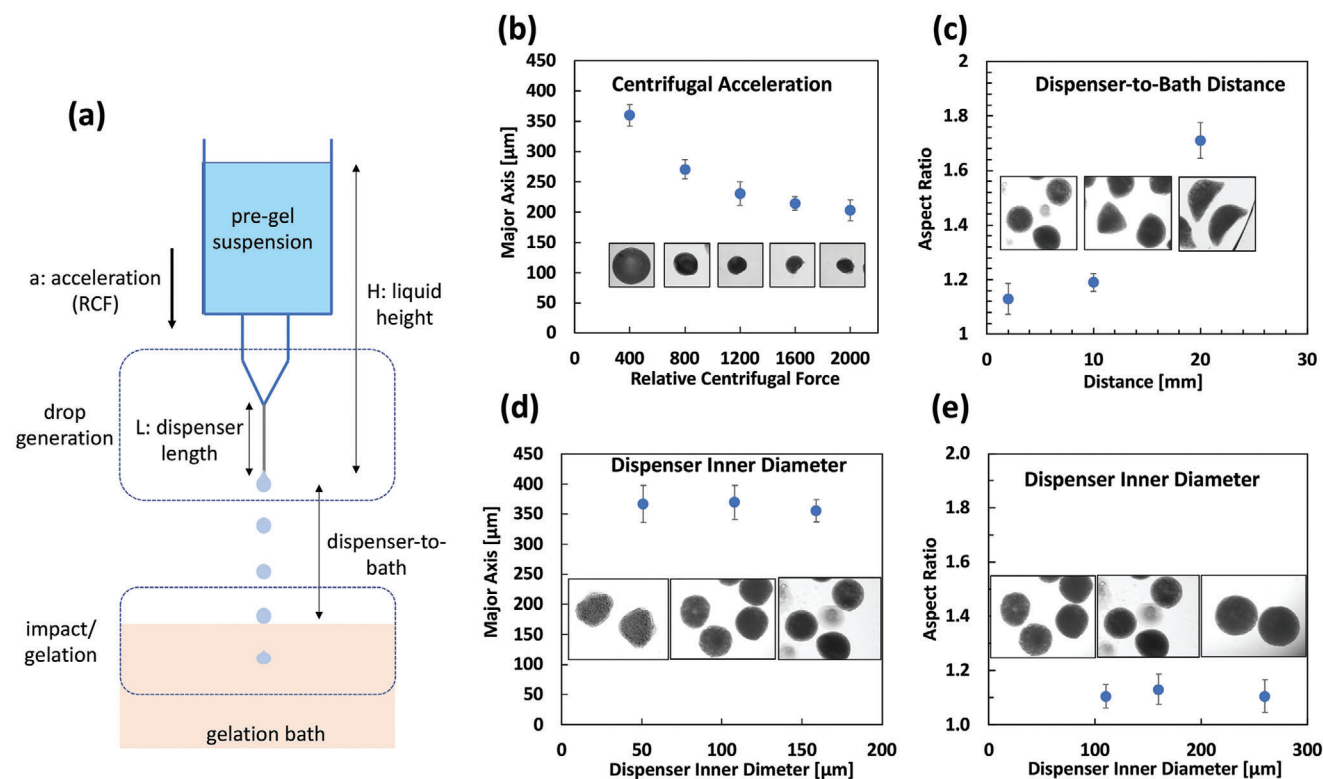 (a)
pre-gel
suspension
a: acceleration
(RCF)
H: liquid
height
drop
generation
L: dispenser
length
dispenser-to-
bath
impact/
gelation
gelation bath
(b)
Centrifugal Acceleration
Major Axis [µm]
450
400
350
300
250
200
150
100
50
0
0 400 800 1200 1600 2000
Relative Centrifugal Force
(c)
Dispenser-to-Bath Distance
Aspect Ratio
2
1.8
1.6
1.4
1.2
1
0 10 20 30
Distance [mm]
(d)
Dispenser Inner Diameter
Major Axis [µm]
450
400
350
300
250
200
150
100
50
0
0 50 100 150 200
Dispenser Inner Dimeter [µm]
(e)
Dispenser Inner Diameter
Aspect Ratio
2.0
1.8
1.6
1.4
1.2
1.0
0 100 200 300
Dispenser Inner Diameter [µm]